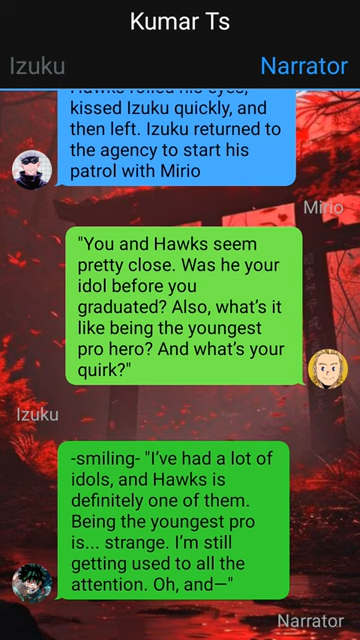 Kumar Ts
Izuku
Narrator
Hawks rolled his eyes,
kissed Izuku quickly, and
then left. Izuku returned to
the agency to start his
patrol with Mirio
Mirio
"You and Hawks seem
pretty close. Was he your
idol before you
graduated? Also, what's it
like being the youngest
pro hero? And what's your
quirk?"
Izuku
-smiling- "I've had a lot of
idols, and Hawks is
definitely one of them.
Being the youngest pro
is... strange. I'm still
getting used to all the
attention. Oh, and—"
Narrator